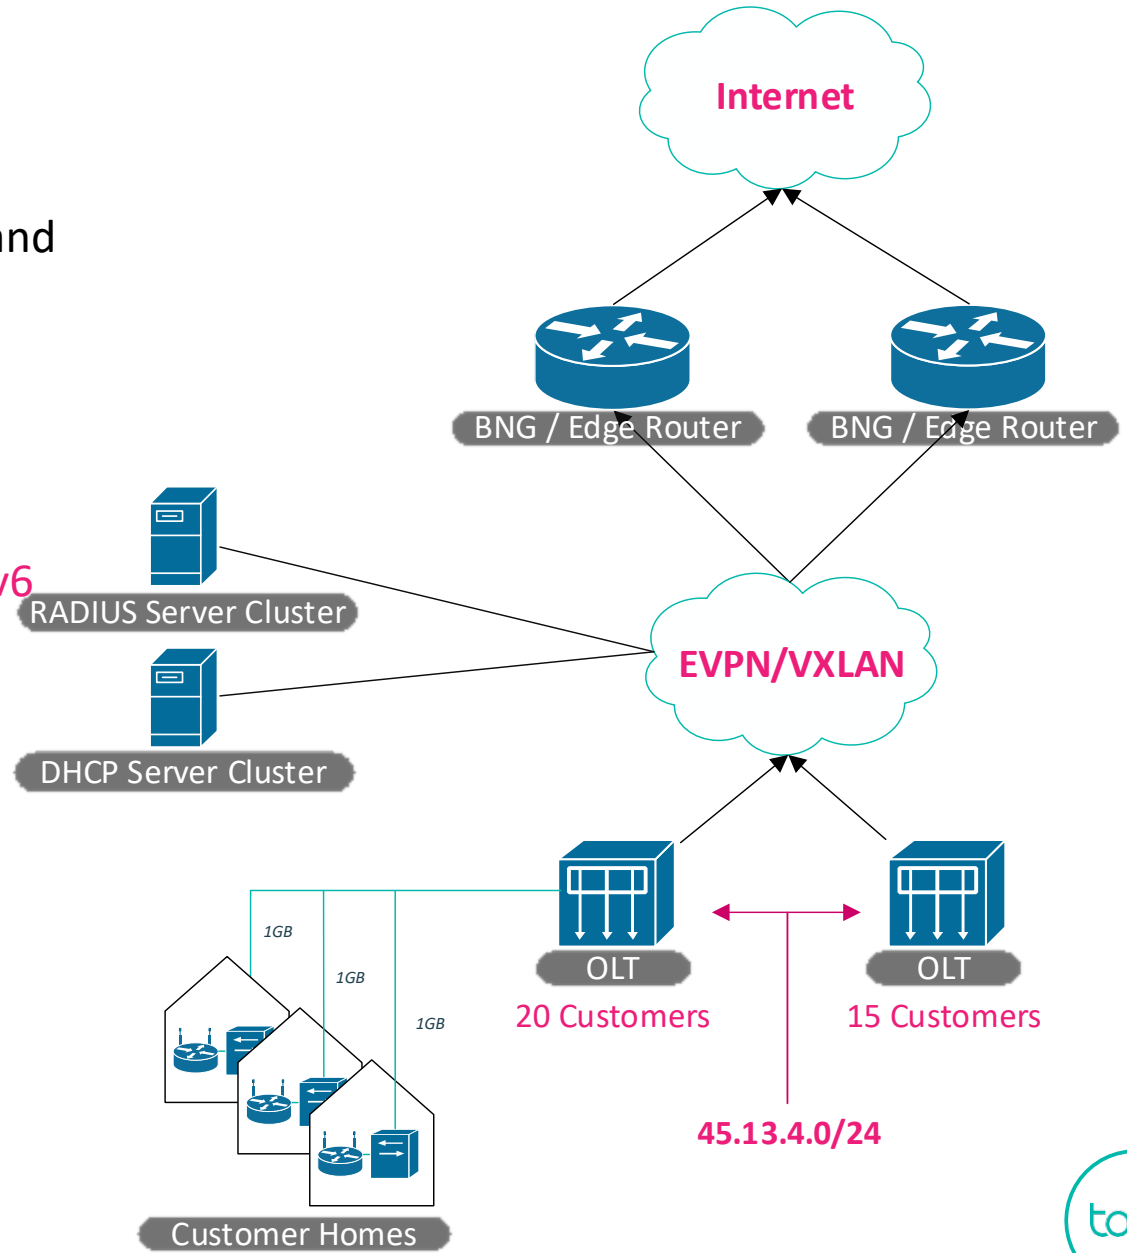 Internet
BNG / Edge Router
BNG / Edge Router
v6
RADIUS Server Cluster
EVPN/VXLAN
DHCP Server Cluster
1GB
1GB
1GB
OLT
OLT
20 Customers
15 Customers
45.13.4.0/24
Customer Homes